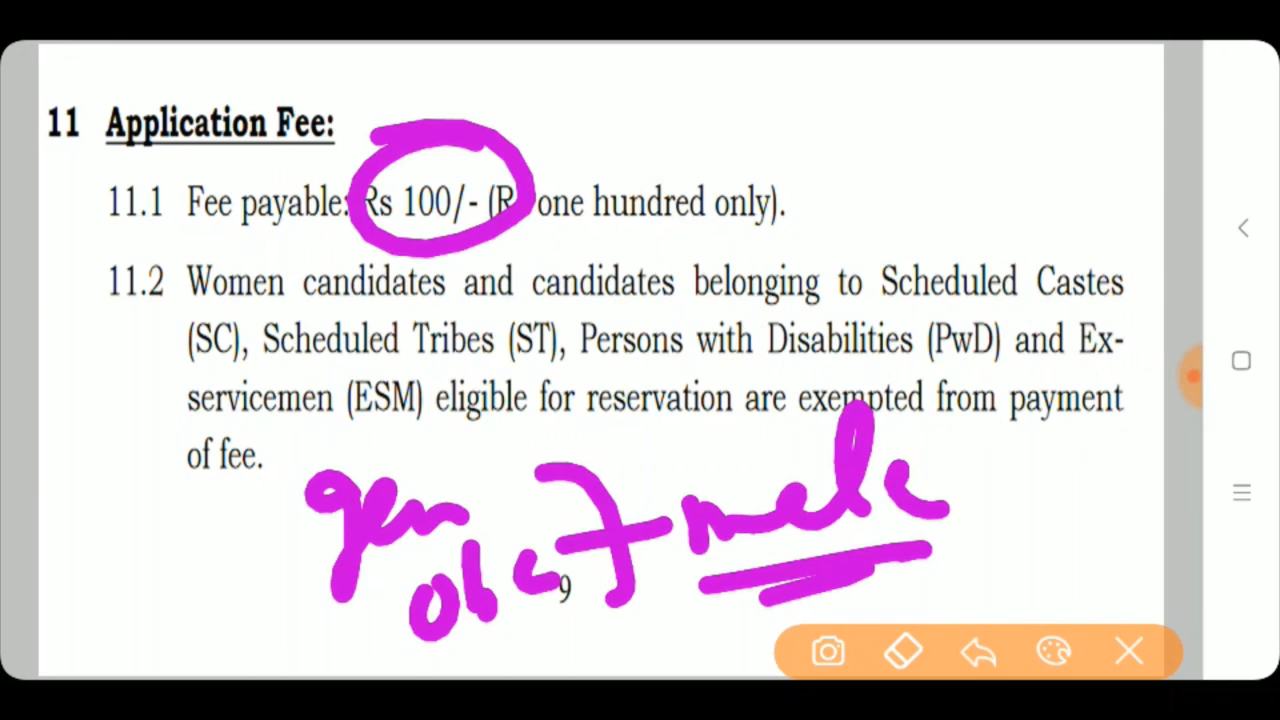 11 Application Fee:
11.1 Fee payable: Rs 100/- (R one hundred only).
11.2 Women candidates and candidates belonging to Scheduled Castes
(SC), Scheduled Tribes (ST), Persons with Disabilities (PwD) and Ex-
servicemen (ESM) eligible for reservation are exempted from payment
of fee.
gen
obc male
9